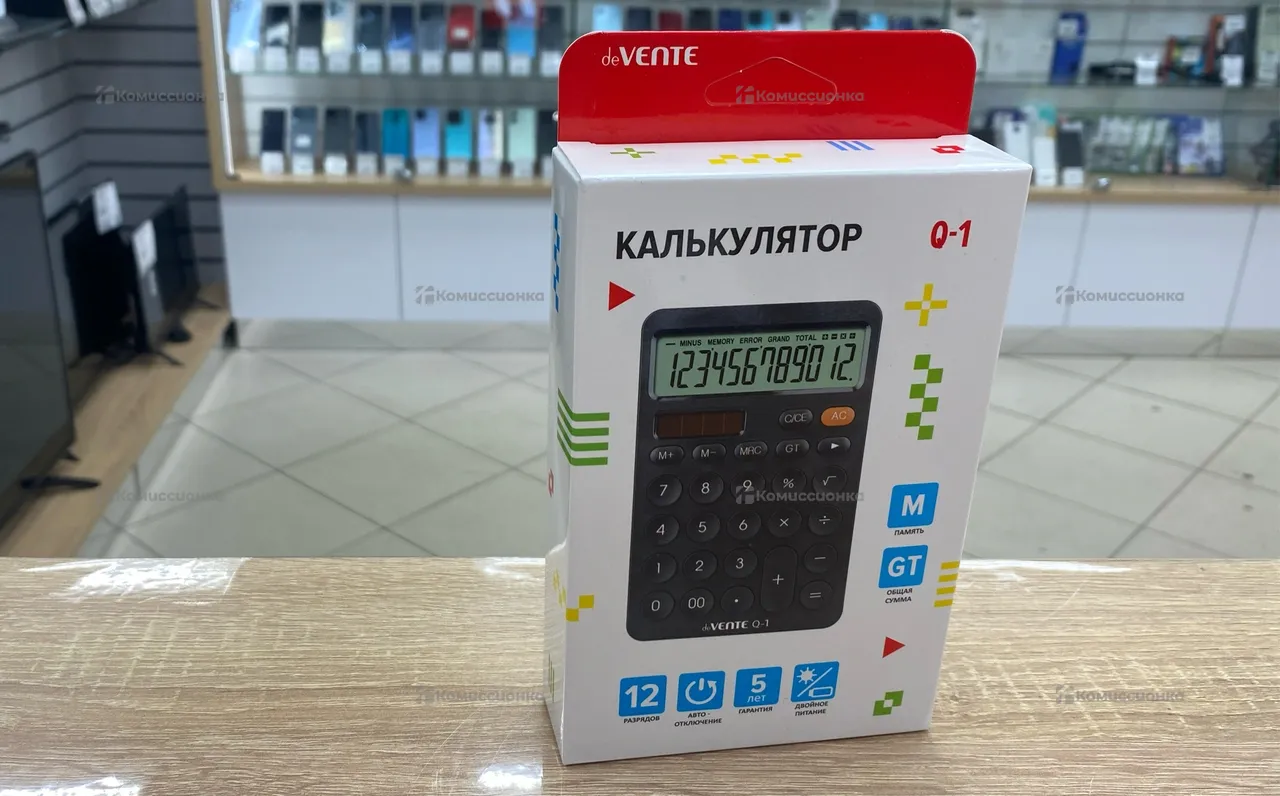 deVENTE
Комиссионка
Комиссионка
КАЛЬКУЛЯТОР
Q-1
Комиссионка
Комиссионка
MINUS MEMORY ERROR GRAND TOTAL
123456789012.
C/CE AC
M+ M− MRC GT ▶
7 8 9 % √
Комиссионка
Комиссионка
4 5 6 × ÷
1 2 3 −
0 00 . + =
deVENTE Q-1
M
ПАМЯТЬ
GT
ОБЩАЯ
СУММА
12
РАЗРЯДОВ
АВТО-
ОТКЛЮЧЕНИЕ
5
лет
ГАРАНТИЯ
ДВОЙНОЕ
ПИТАНИЕ
Комиссионка
Комиссионка